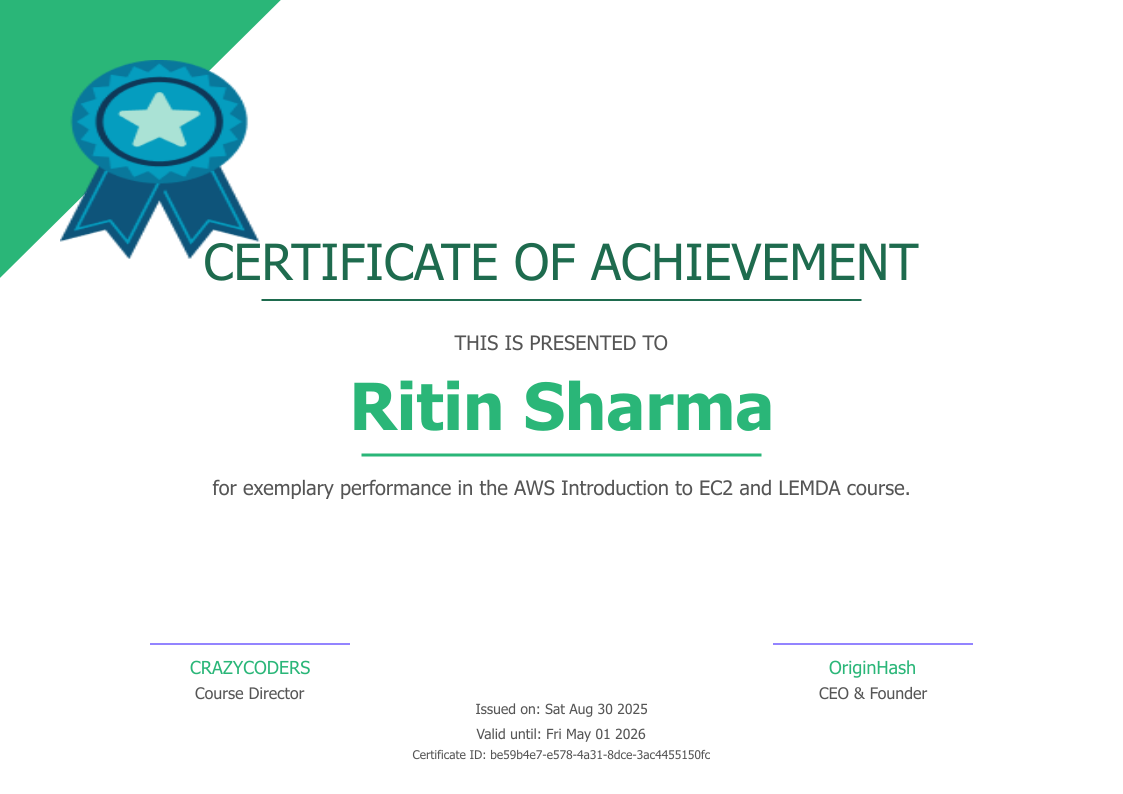 CERTIFICATE OF ACHIEVEMENT
THIS IS PRESENTED TO
Ritin Sharma
for exemplary performance in the AWS Introduction to EC2 and LEMDA course.
CRAZYCODERS
Course Director
OriginHash
CEO & Founder
Issued on: Sat Aug 30 2025
Valid until: Fri May 01 2026
Certificate ID: be59b4e7-e578-4a31-8dce-3ac4455150fc